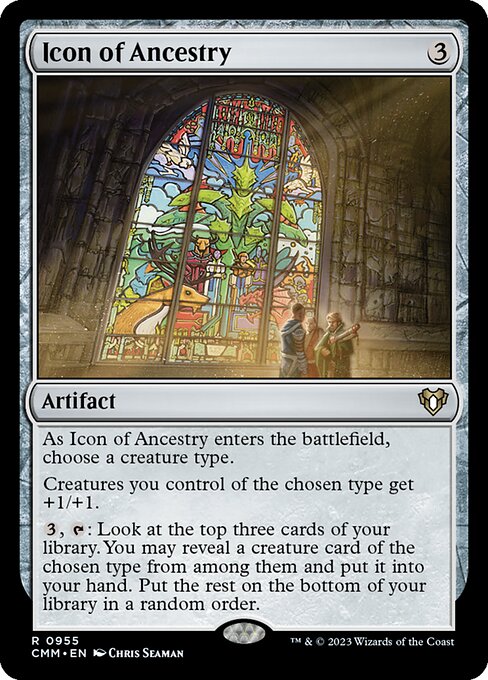 Icon of Ancestry 3
Artifact
As Icon of Ancestry enters the battlefield,
choose a creature type.
Creatures you control of the chosen type get
+1/+1.
3, : Look at the top three cards of your
library. You may reveal a creature card of the
chosen type from among them and put it into
your hand. Put the rest on the bottom of your
library in a random order.
R 0955
™ & © 2023 Wizards of the Coast
CMM • EN Chris Seaman